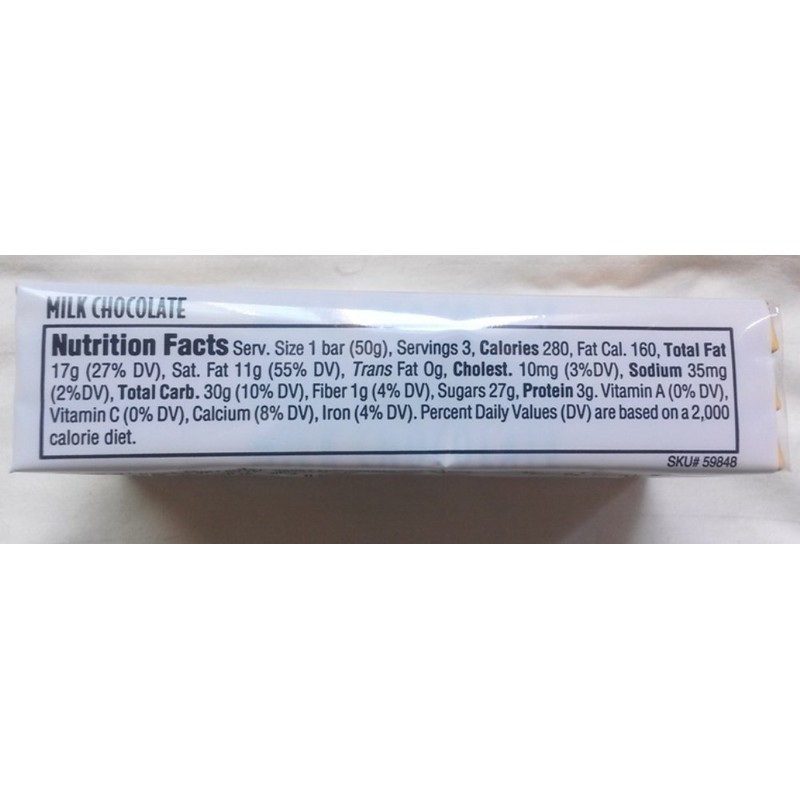 MILK CHOCOLATE
Nutrition Facts Serv. Size 1 bar (50g), Servings 3, Calories 280, Fat Cal. 160, Total Fat
17g (27% DV), Sat. Fat 11g (55% DV), Trans Fat 0g, Cholest. 10mg (3%DV), Sodium 35mg
(2%DV), Total Carb. 30g (10% DV), Fiber 1g (4% DV), Sugars 27g, Protein 3g. Vitamin A (0% DV),
Vitamin C (0% DV), Calcium (8% DV), Iron (4% DV). Percent Daily Values (DV) are based on a 2,000
calorie diet.
SKU# 59848